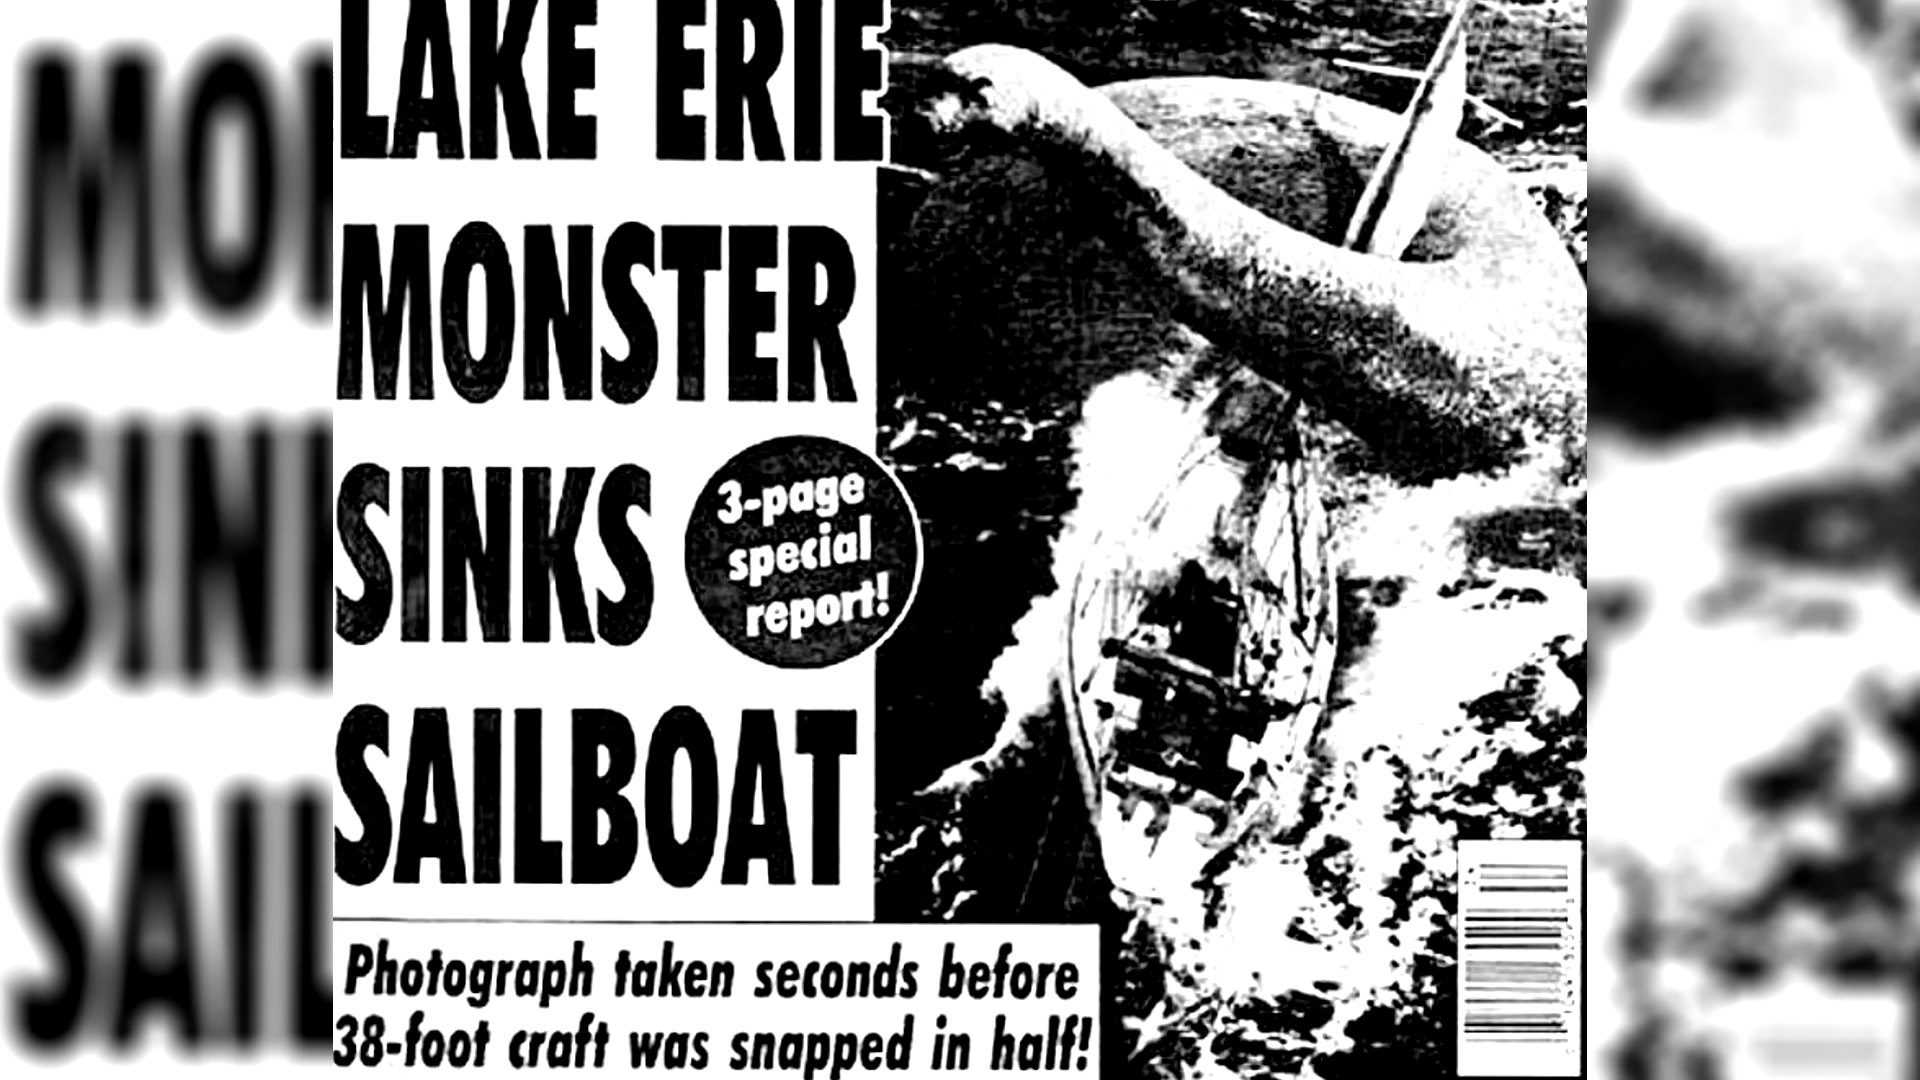 LAKE ERIE
MONSTER
SINKS
SAILBOAT
3-page
special
report!
Photograph taken seconds before
38-foot craft was snapped in half!